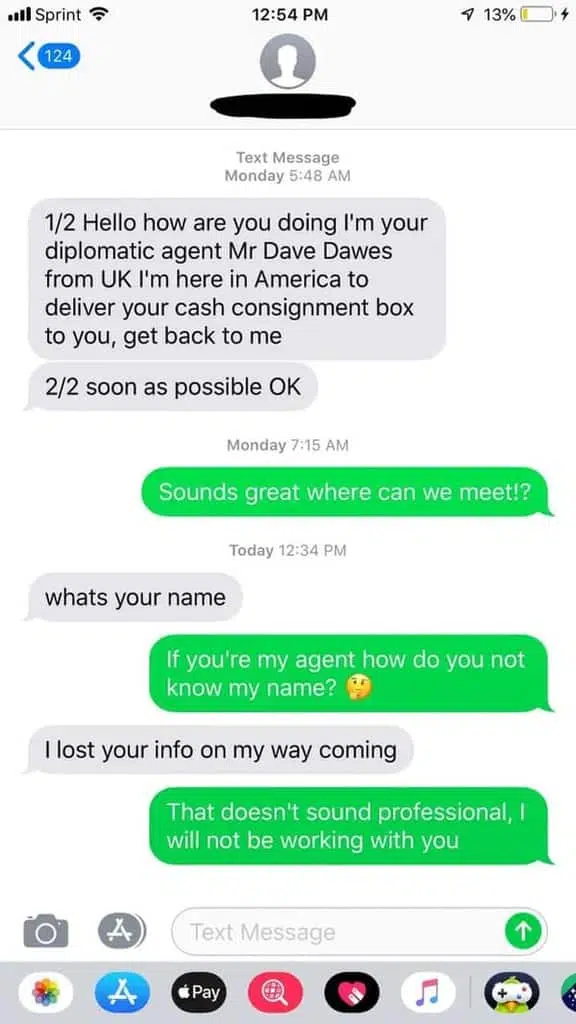 Sprint 12:54 PM 13%
124
Text Message
Monday 5:48 AM
1/2 Hello how are you doing I'm your
diplomatic agent Mr Dave Dawes
from UK I'm here in America to
deliver your cash consignment box
to you, get back to me
2/2 soon as possible OK
Monday 7:15 AM
Sounds great where can we meet!?
Today 12:34 PM
whats your name
If you're my agent how do you not
know my name? 🤔
I lost your info on my way coming
That doesn't sound professional, I
will not be working with you
Text Message
Pay